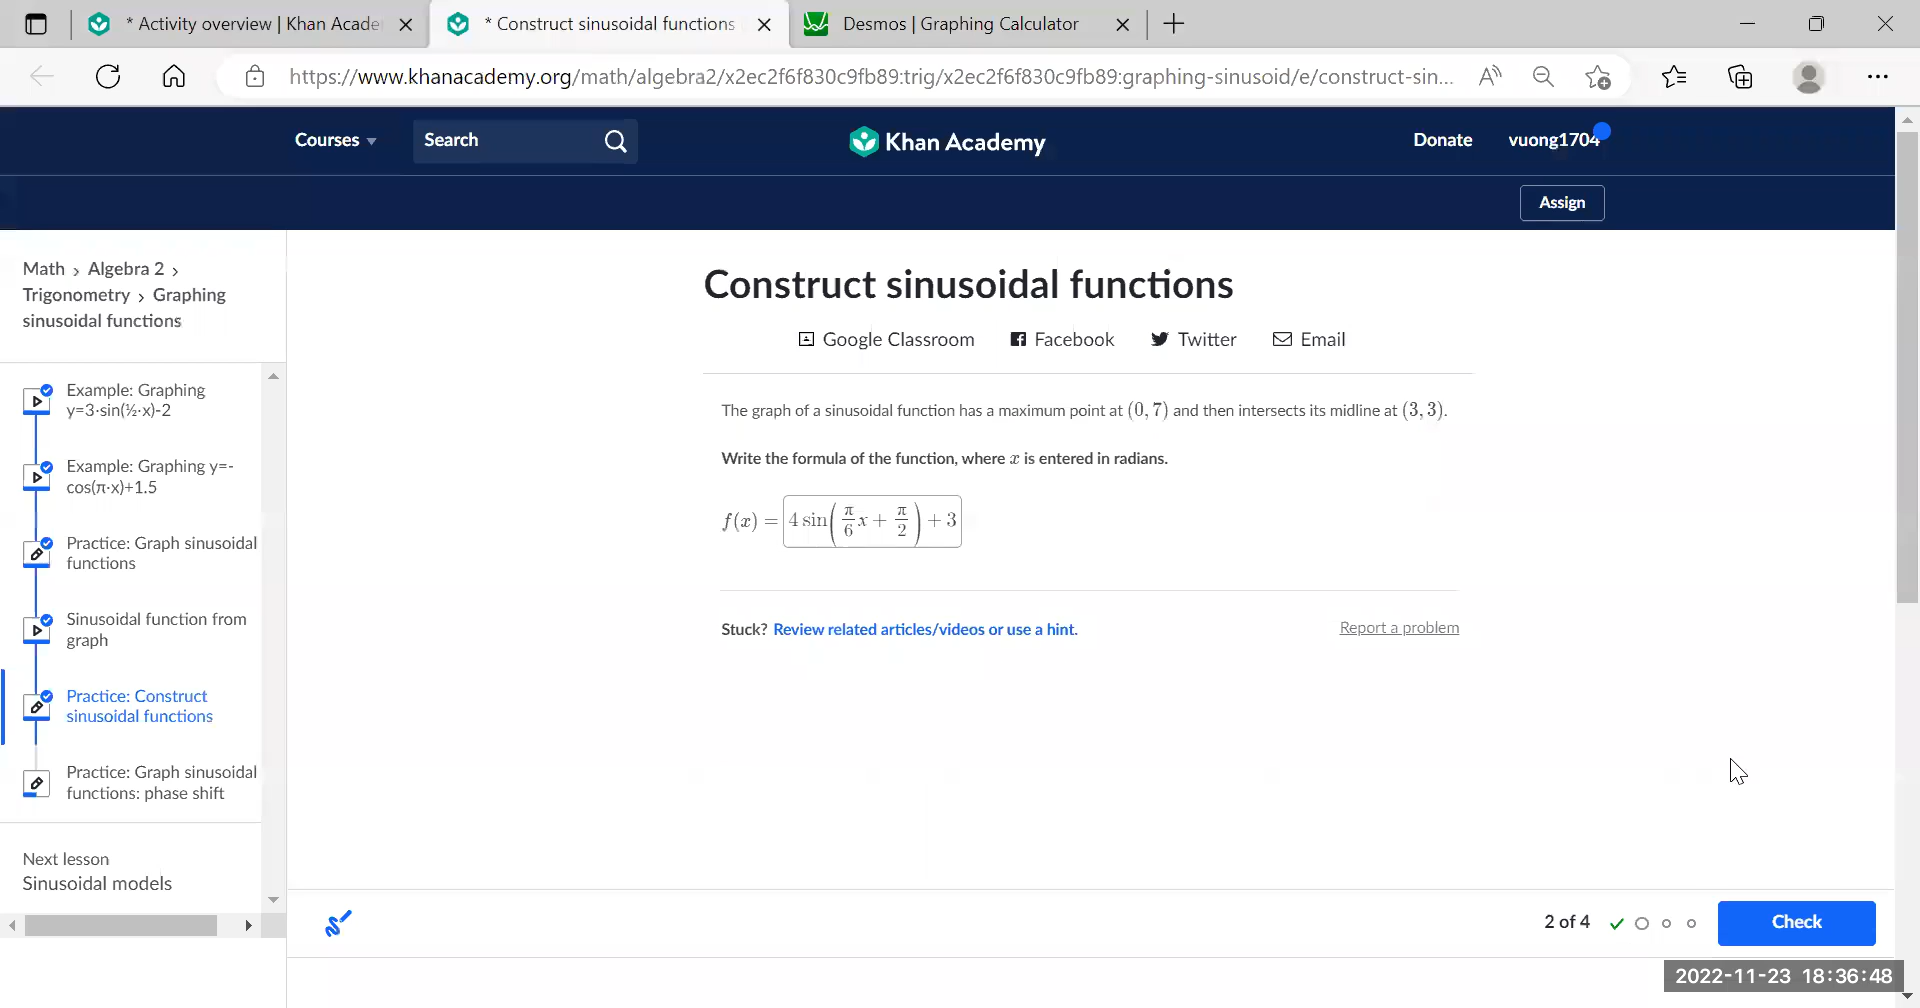 * Activity overview | Khan Acade
* Construct sinusoidal functions
Desmos | Graphing Calculator
https://www.khanacademy.org/math/algebra2/x2ec2f6f830c9fb89:trig/x2ec2f6f830c9fb89:graphing-sinusoid/e/construct-sin...
Courses
Search
Khan Academy
Donate
vuong1704
Assign
Math › Algebra 2 ›
Trigonometry › Graphing
sinusoidal functions
Example: Graphing
y=3·sin(½·x)-2
Example: Graphing y=-
cos(π·x)+1.5
Practice: Graph sinusoidal
functions
Sinusoidal function from
graph
Practice: Construct
sinusoidal functions
Practice: Graph sinusoidal
functions: phase shift
Next lesson
Sinusoidal models
Construct sinusoidal functions
Google Classroom
Facebook
Twitter
Email
The graph of a sinusoidal function has a maximum point at (0, 7) and then intersects its midline at (3, 3).
Write the formula of the function, where x is entered in radians.
f(x) = 4 sin(π/6 x + π/2) + 3
Stuck? Review related articles/videos or use a hint.
Report a problem
2 of 4
Check
2022-11-23 18:36:48